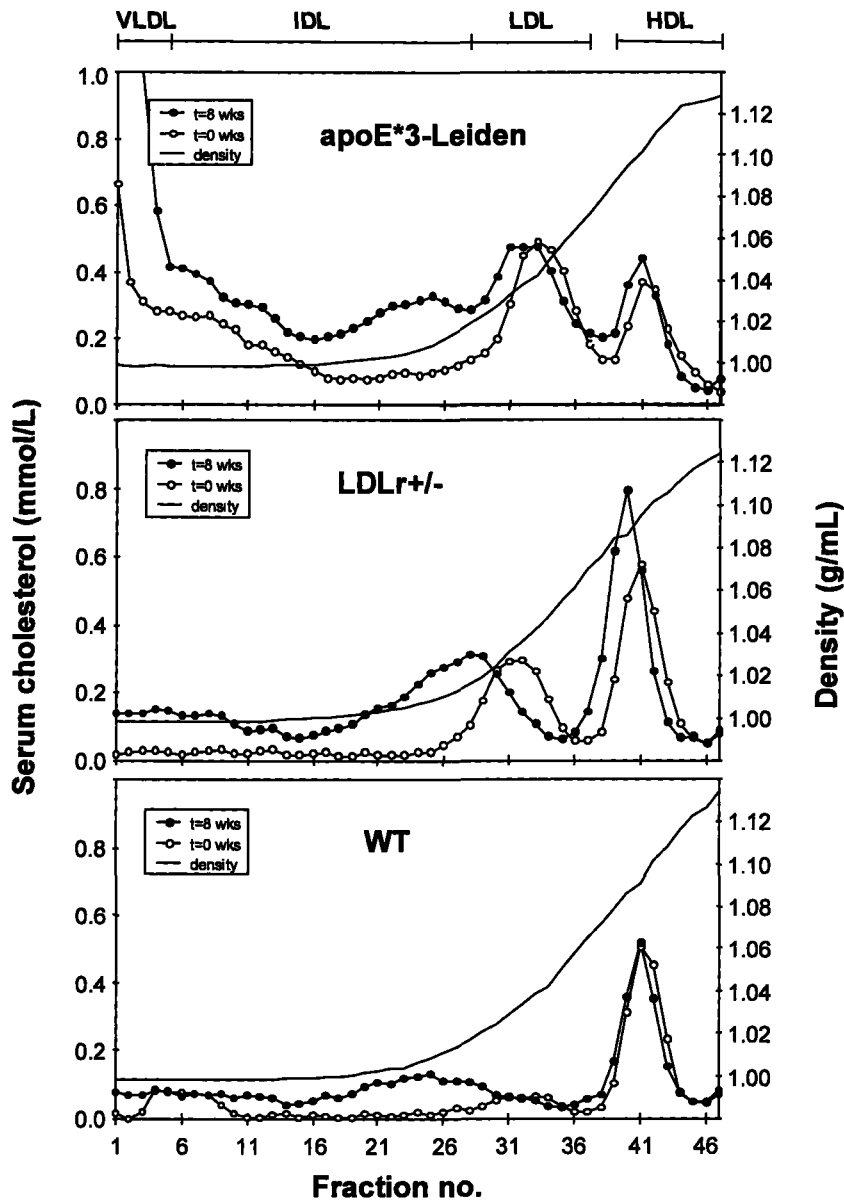 VLDL IDL LDL HDL
apoE*3-Leiden
t=8 wks
t=0 wks
density
1.0
0.8
0.6
0.4
0.2
0.0
1.12
1.10
1.08
1.06
1.04
1.02
1.00
LDLr+/-
t=8 wks
t=0 wks
density
0.8
0.6
0.4
0.2
0.0
1.12
1.10
1.08
1.06
1.04
1.02
1.00
WT
t=8 wks
t=0 wks
density
0.8
0.6
0.4
0.2
0.0
1.12
1.10
1.08
1.06
1.04
1.02
1.00
1 6 11 16 21 26 31 36 41 46
Serum cholesterol (mmol/L)
Density (g/mL)
Fraction no.